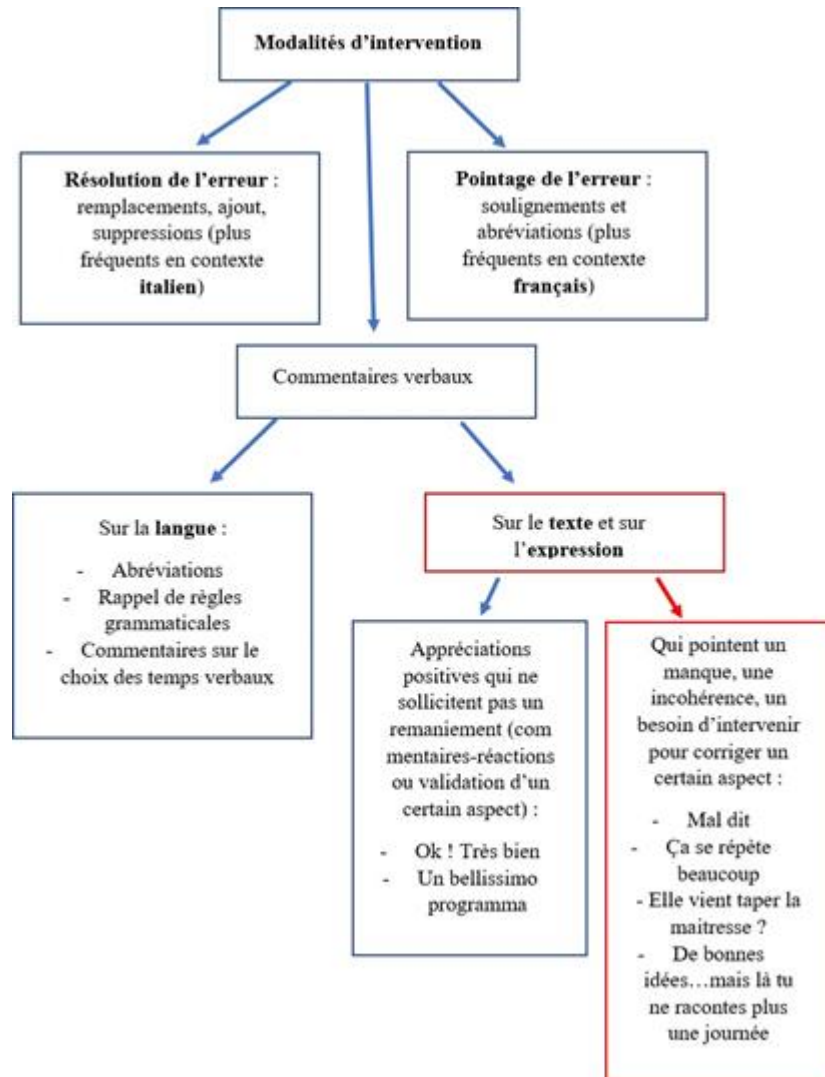 Modalités d’intervention
Résolution de l’erreur :
remplacements, ajout,
suppressions (plus
fréquents en contexte
italien)
Pointage de l’erreur :
soulignements et
abréviations (plus
fréquents en contexte
français)
Commentaires verbaux
Sur la langue :
- Abréviations
- Rappel de règles
grammaticales
- Commentaires sur le
choix des temps verbaux
Sur le texte et sur
l’expression
Appréciations
positives qui ne
sollicitent pas un
remaniement (com
mentaires-réactions
ou validation d’un
certain aspect) :
- Ok ! Très bien
- Un bellissimo
programma
Qui pointent un
manque, une
incohérence, un
besoin d’intervenir
pour corriger un
certain aspect :
- Mal dit
- Ça se répète
beaucoup
- Elle vient taper la
maitresse ?
- De bonnes
idées…mais là tu
ne racontes plus
une journée